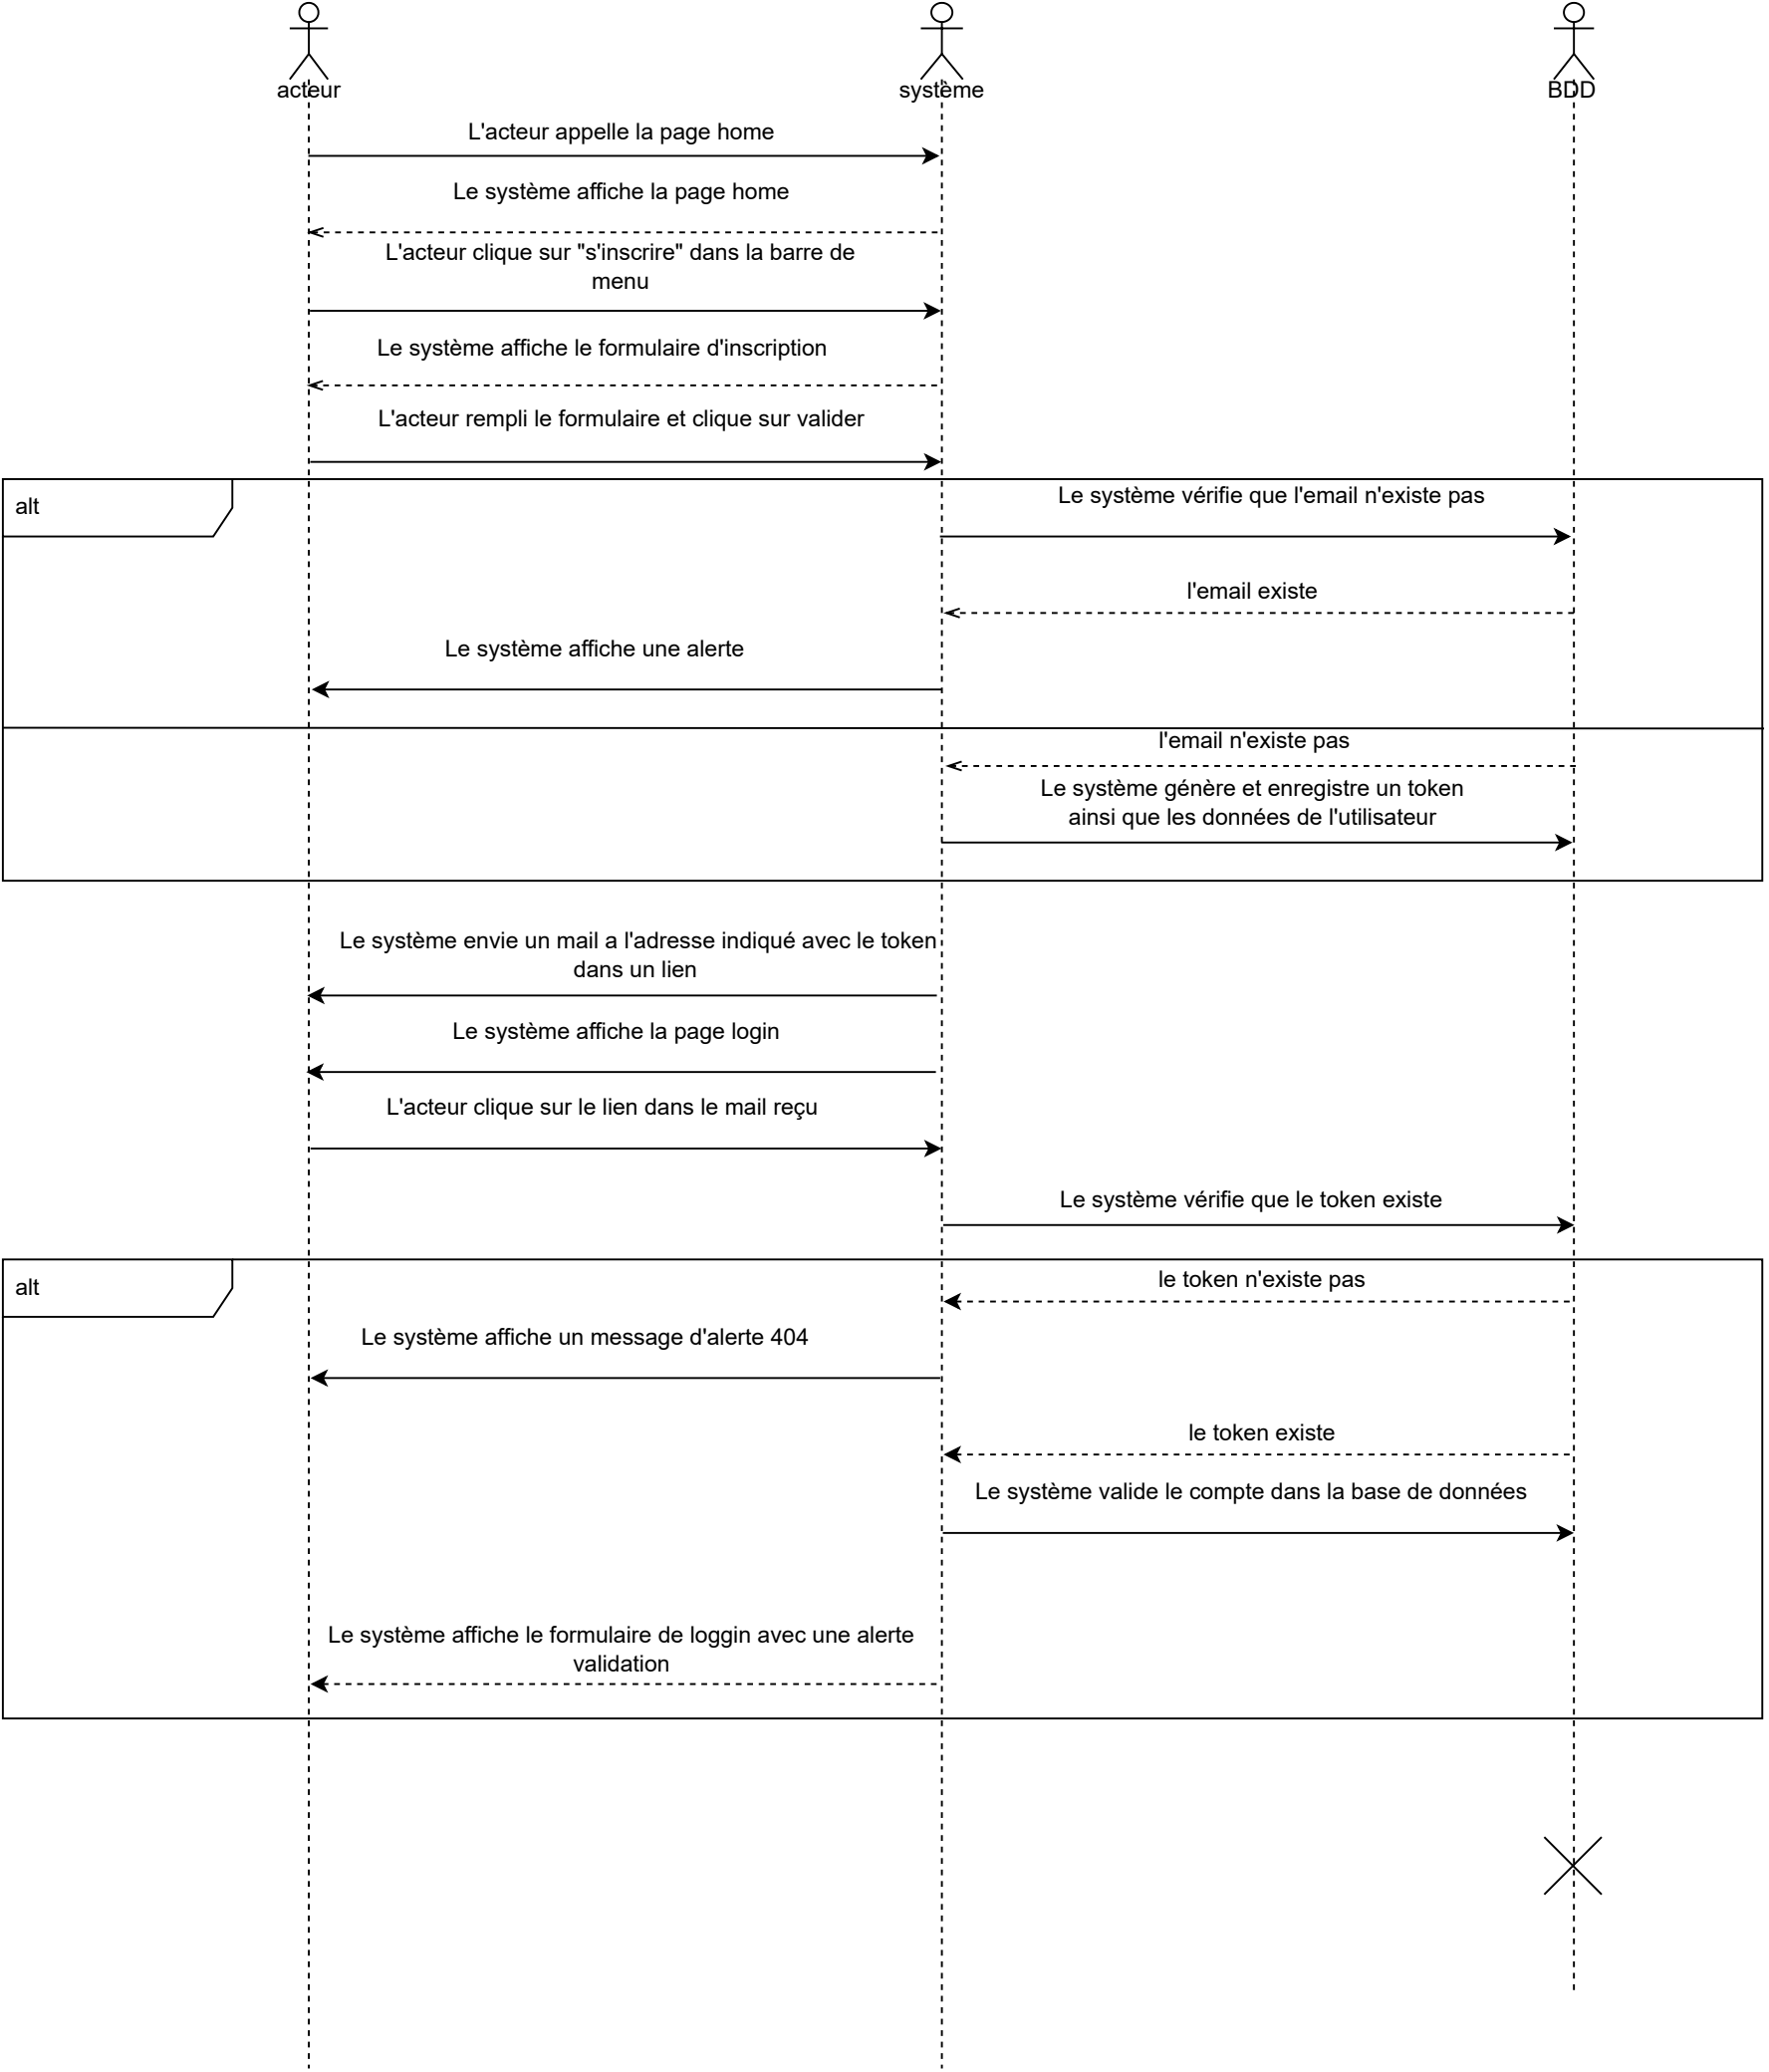 acteur
système
BDD
L'acteur appelle la page home
Le système affiche la page home
L'acteur clique sur "s'inscrire" dans la barre de
menu
Le système affiche le formulaire d'inscription
L'acteur rempli le formulaire et clique sur valider
alt
Le système vérifie que l'email n'existe pas
l'email existe
Le système affiche une alerte
l'email n'existe pas
Le système génère et enregistre un token
ainsi que les données de l'utilisateur
Le système envie un mail a l'adresse indiqué avec le token
dans un lien
Le système affiche la page login
L'acteur clique sur le lien dans le mail reçu
Le système vérifie que le token existe
alt
le token n'existe pas
Le système affiche un message d'alerte 404
le token existe
Le système valide le compte dans la base de données
Le système affiche le formulaire de loggin avec une alerte
validation